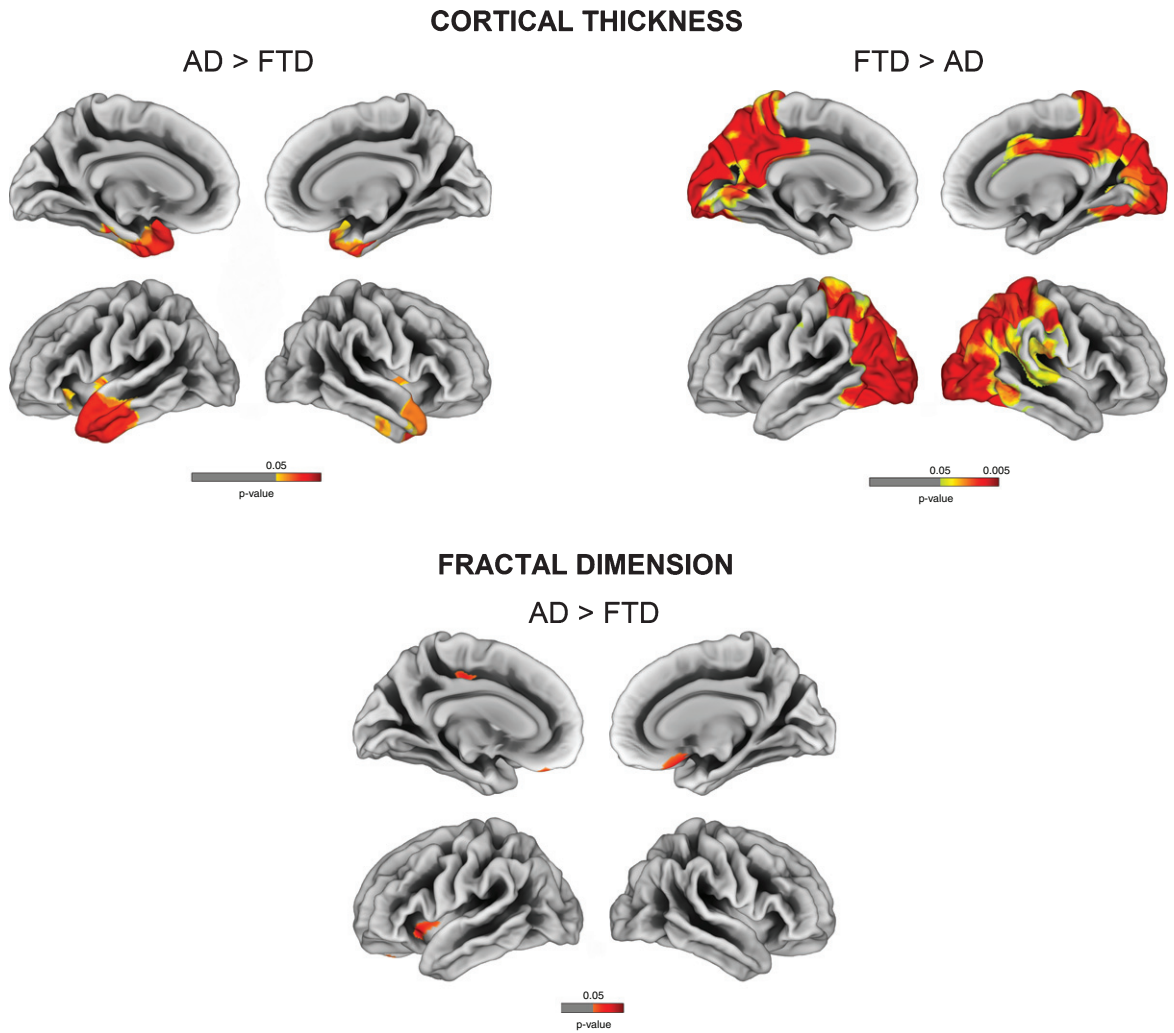 CORTICAL THICKNESS
AD > FTD
FTD > AD
0.05
p-value
0.05 0.005
p-value
FRACTAL DIMENSION
AD > FTD
0.05
p-value